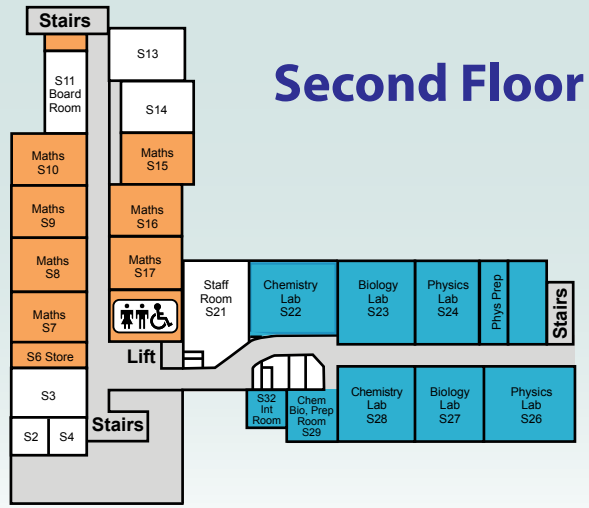 Stairs
Second Floor
S13
S11
Board
Room
S14
Maths
S10
Maths
S15
Maths
S9
Maths
S16
Maths
S8
Maths
S17
Maths
S7
S6 Store
Lift
Staff
Room
S21
Chemistry
Lab
S22
Biology
Lab
S23
Physics
Lab
S24
Phys Prep
Stairs
S3
S2
S4
Stairs
S32
Int
Room
Chem
Bio, Prep
Room
S29
Chemistry
Lab
S28
Biology
Lab
S27
Physics
Lab
S26